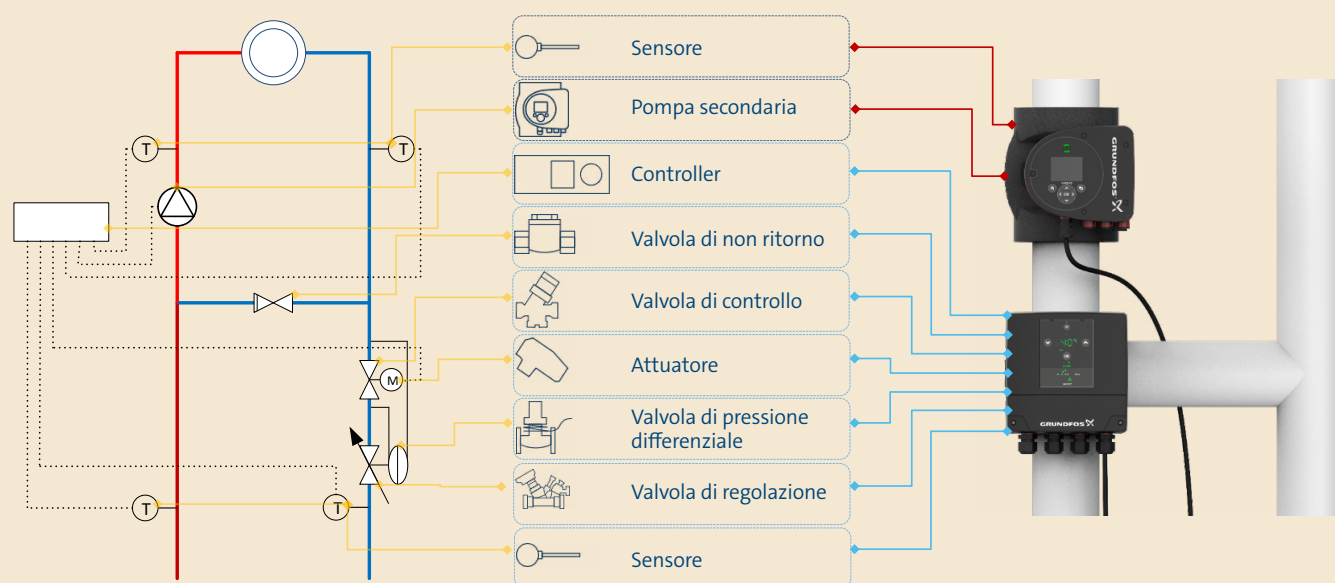 Sensore
Pompa secondaria
Controller
Valvola di non ritorno
Valvola di controllo
Attuatore
Valvola di pressione
differenziale
Valvola di regolazione
Sensore
T
T
M
T
T
GRUNDFOS
GRUNDFOS